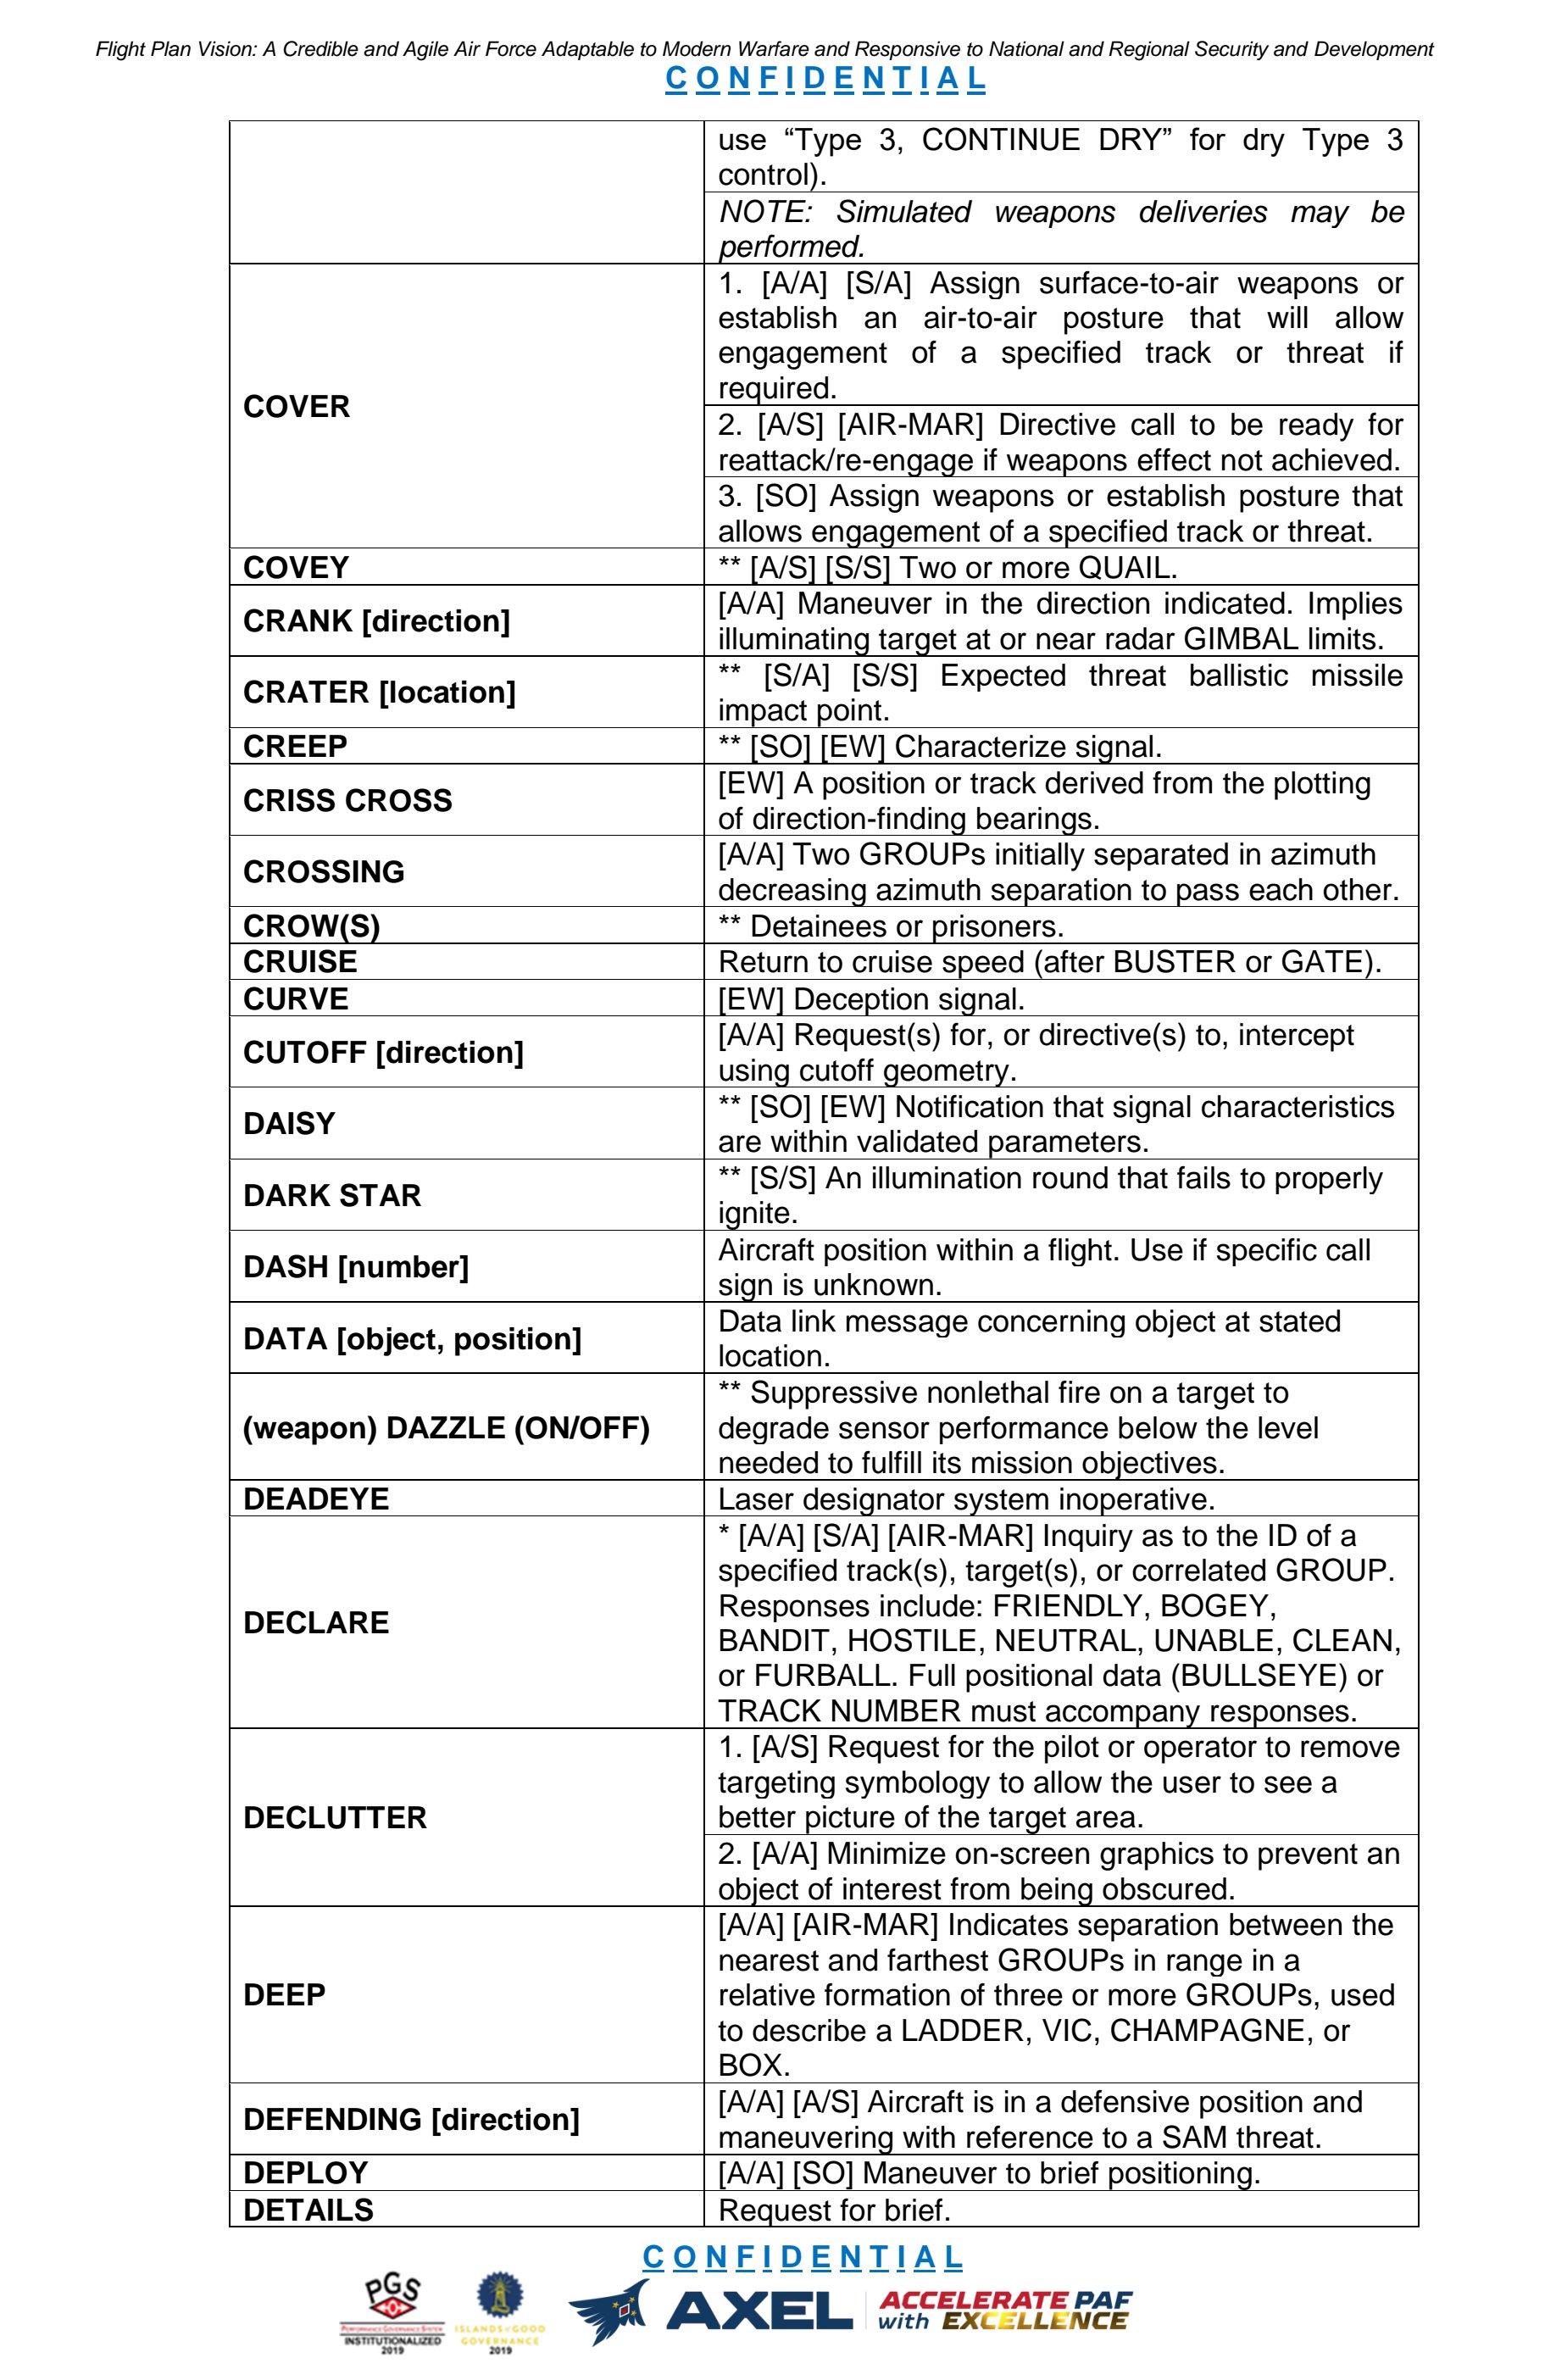 Flight Plan Vision: A Credible and Agile Air Force Adaptable to Modern Warfare and Responsive to National and Regional Security and Development
CONFIDENTIAL
use “Type 3, CONTINUE DRY” for dry Type 3
control).
NOTE: Simulated weapons deliveries may be
performed.
COVER
1. [A/A] [S/A] Assign surface-to-air weapons or
establish an air-to-air posture that will allow
engagement of a specified track or threat if
required.
2. [A/S] [AIR-MAR] Directive call to be ready for
reattack/re-engage if weapons effect not achieved.
3. [SO] Assign weapons or establish posture that
allows engagement of a specified track or threat.
COVEY
** [A/S] [S/S] Two or more QUAIL.
CRANK [direction]
[A/A] Maneuver in the direction indicated. Implies
illuminating target at or near radar GIMBAL limits.
CRATER [location]
** [S/A] [S/S] Expected threat ballistic missile
impact point.
CREEP
** [SO] [EW] Characterize signal.
CRISS CROSS
[EW] A position or track derived from the plotting
of direction-finding bearings.
CROSSING
[A/A] Two GROUPs initially separated in azimuth
decreasing azimuth separation to pass each other.
CROW(S)
** Detainees or prisoners.
CRUISE
Return to cruise speed (after BUSTER or GATE).
CURVE
[EW] Deception signal.
CUTOFF [direction]
[A/A] Request(s) for, or directive(s) to, intercept
using cutoff geometry.
DAISY
** [SO] [EW] Notification that signal characteristics
are within validated parameters.
DARK STAR
** [S/S] An illumination round that fails to properly
ignite.
DASH [number]
Aircraft position within a flight. Use if specific call
sign is unknown.
DATA [object, position]
Data link message concerning object at stated
location.
(weapon) DAZZLE (ON/OFF)
** Suppressive nonlethal fire on a target to
degrade sensor performance below the level
needed to fulfill its mission objectives.
DEADEYE
Laser designator system inoperative.
DECLARE
* [A/A] [S/A] [AIR-MAR] Inquiry as to the ID of a
specified track(s), target(s), or correlated GROUP.
Responses include: FRIENDLY, BOGEY,
BANDIT, HOSTILE, NEUTRAL, UNABLE, CLEAN,
or FURBALL. Full positional data (BULLSEYE) or
TRACK NUMBER must accompany responses.
DECLUTTER
1. [A/S] Request for the pilot or operator to remove
targeting symbology to allow the user to see a
better picture of the target area.
2. [A/A] Minimize on-screen graphics to prevent an
object of interest from being obscured.
DEEP
[A/A] [AIR-MAR] Indicates separation between the
nearest and farthest GROUPs in range in a
relative formation of three or more GROUPs, used
to describe a LADDER, VIC, CHAMPAGNE, or
BOX.
DEFENDING [direction]
[A/A] [A/S] Aircraft is in a defensive position and
maneuvering with reference to a SAM threat.
DEPLOY
[A/A] [SO] Maneuver to brief positioning.
DETAILS
Request for brief.
CONFIDENTIAL
PGS
PERFORMANCE GOVERNANCE SYSTEM
INSTITUTIONALIZED
2019
ISLANDS of GOOD
GOVERNANCE
2019
AXEL
ACCELERATE PAF
with EXCELLENCE